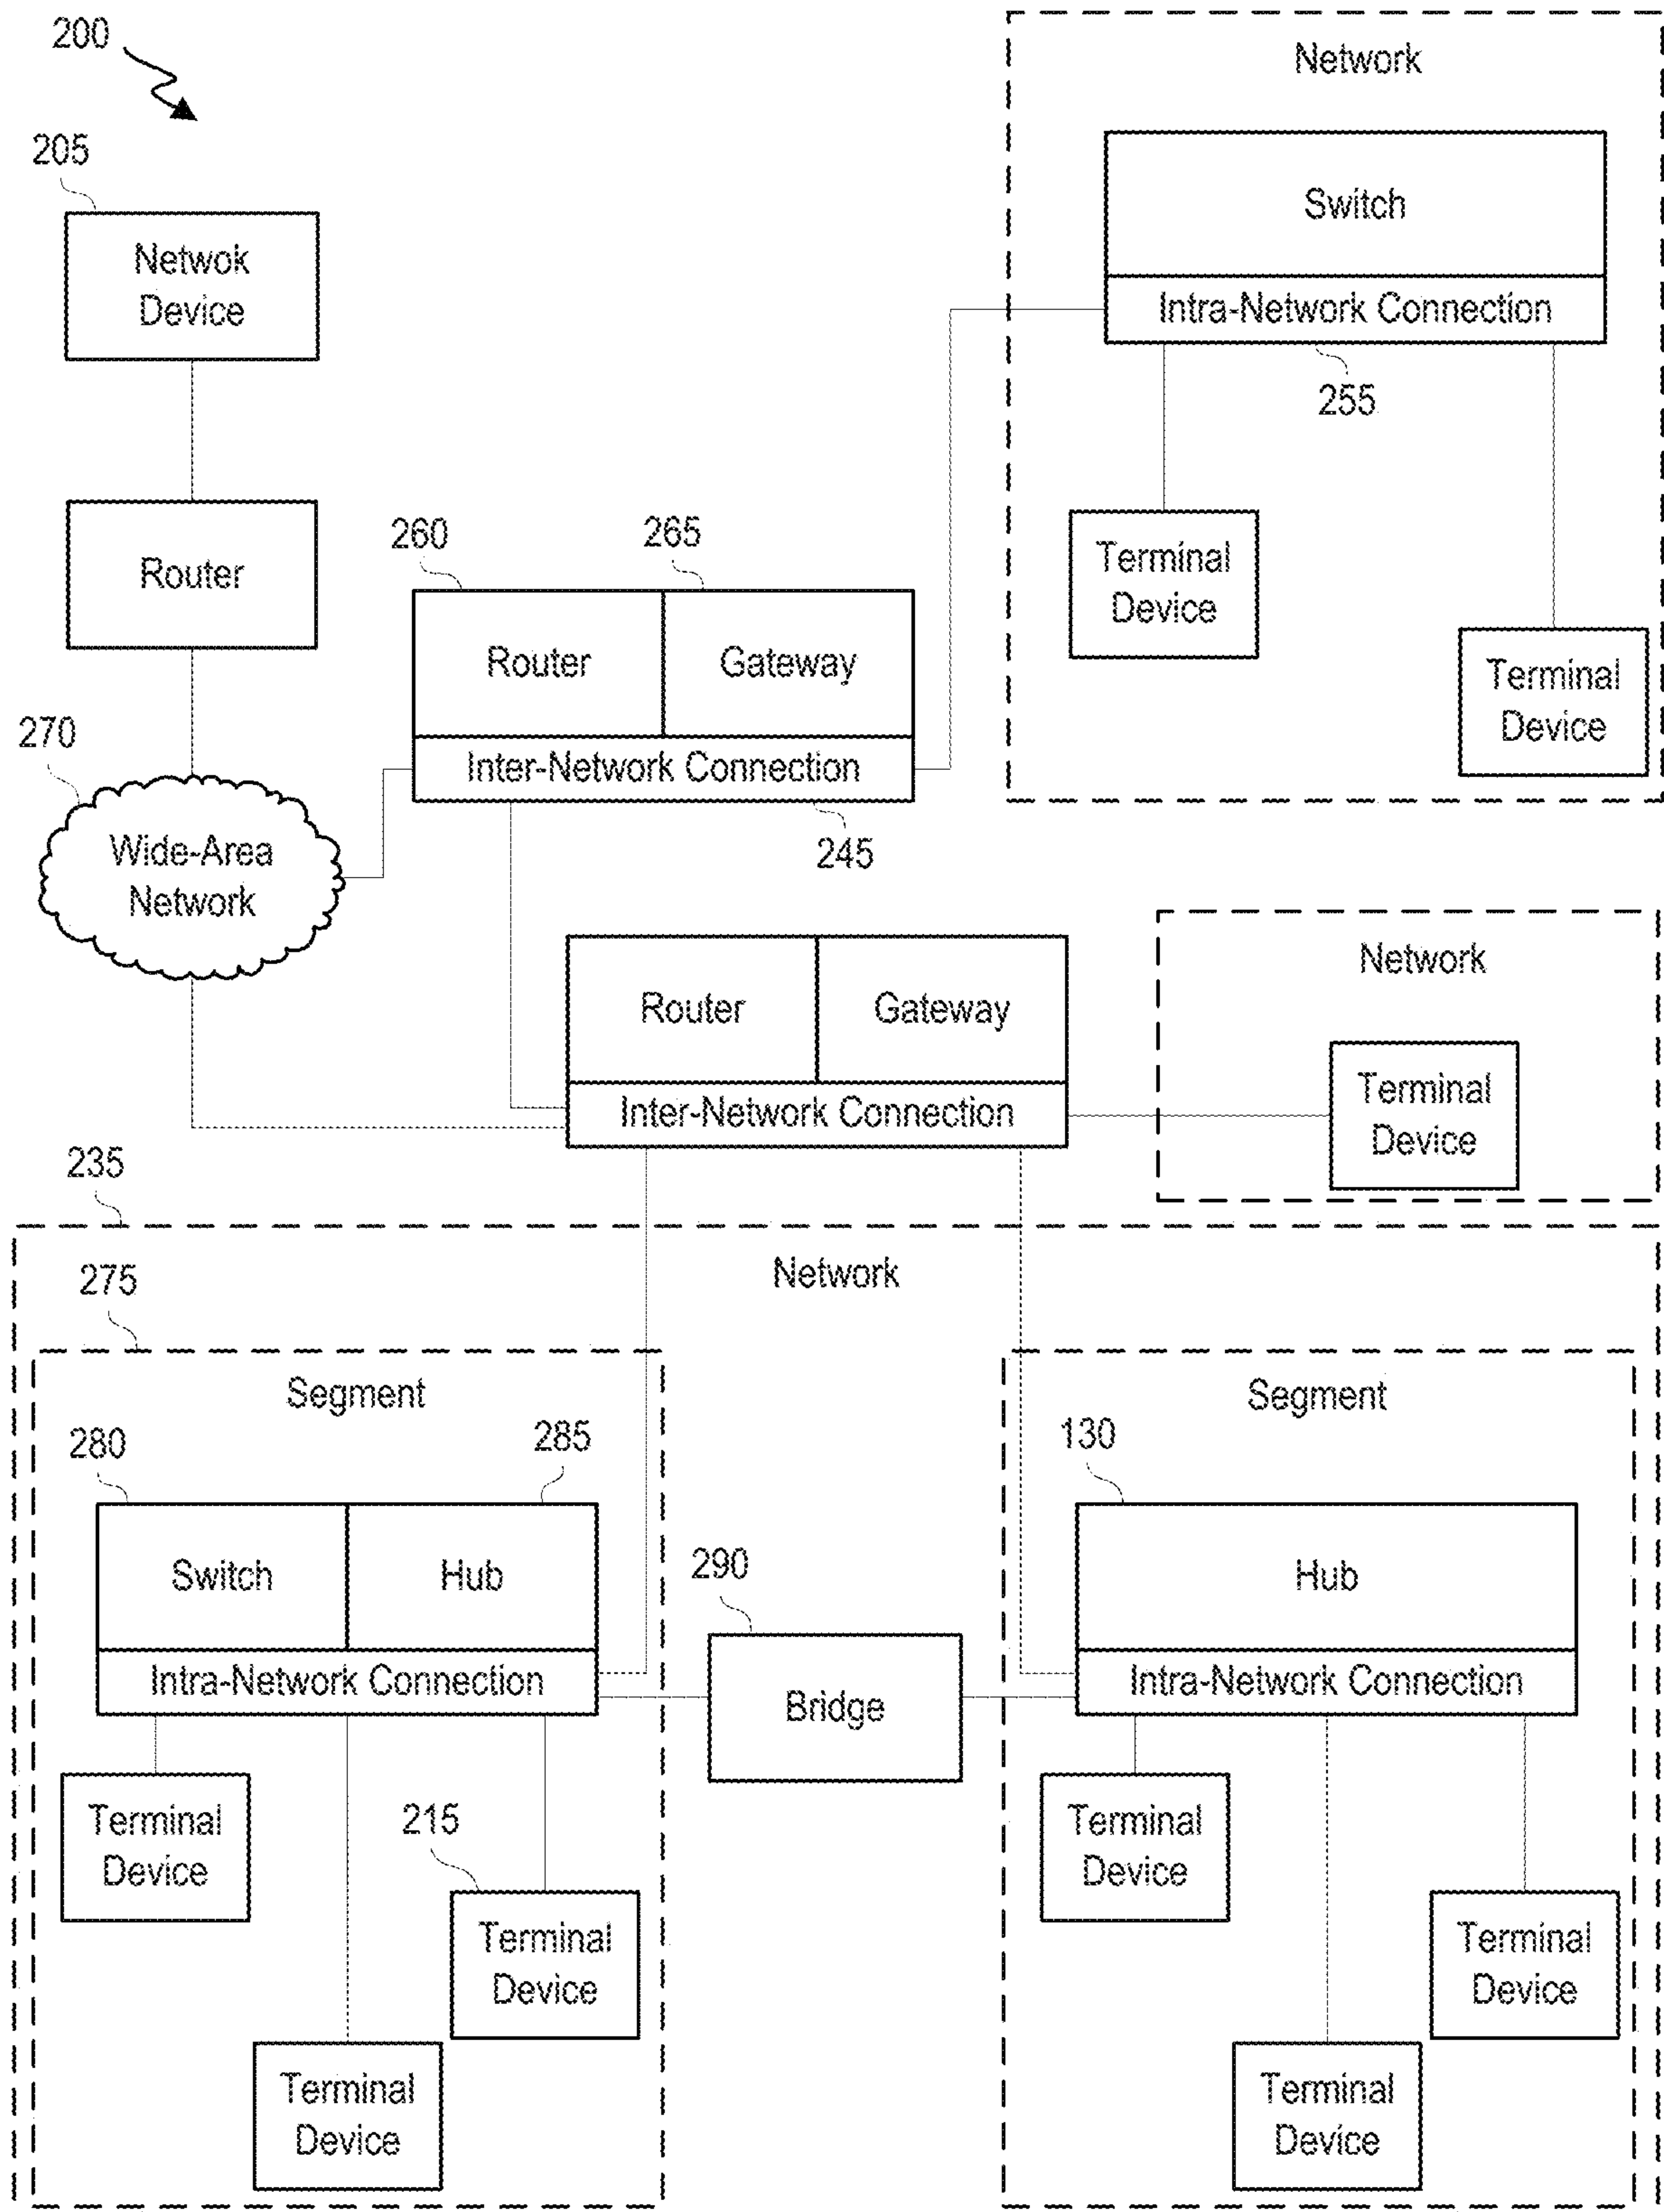 200
Network
205
Switch
Netwok
Device
Intra-Network Connection
255
Terminal
Device
Terminal
Device
Router
260
265
Router
Gateway
Inter-Network Connection
245
270
Wide-Area
Network
Router
Gateway
Inter-Network Connection
Network
Terminal
Device
235
Network
275
Segment
280
285
Switch
Hub
Intra-Network Connection
Terminal
Device
215
Terminal
Device
Terminal
Device
290
Bridge
Segment
130
Hub
Intra-Network Connection
Terminal
Device
Terminal
Device
Terminal
Device